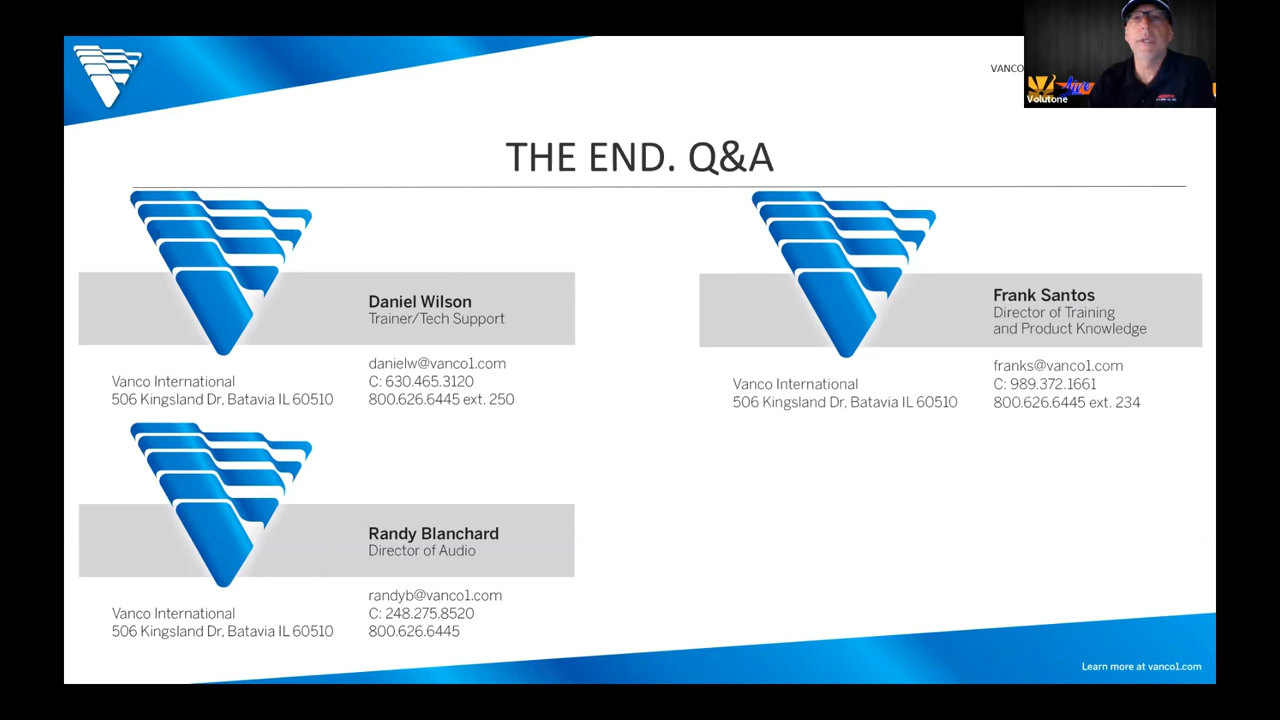 VANCO
Volutone
THE END. Q&A
Daniel Wilson
Trainer/Tech Support
danielw@vanco1.com
C: 630.465.3120
800.626.6445 ext. 250
Vanco International
506 Kingsland Dr, Batavia IL 60510
Frank Santos
Director of Training
and Product Knowledge
franks@vanco1.com
C: 989.372.1661
800.626.6445 ext. 234
Vanco International
506 Kingsland Dr, Batavia IL 60510
Randy Blanchard
Director of Audio
randyb@vanco1.com
C: 248.275.8520
800.626.6445
Vanco International
506 Kingsland Dr, Batavia IL 60510
Learn more at vanco1.com